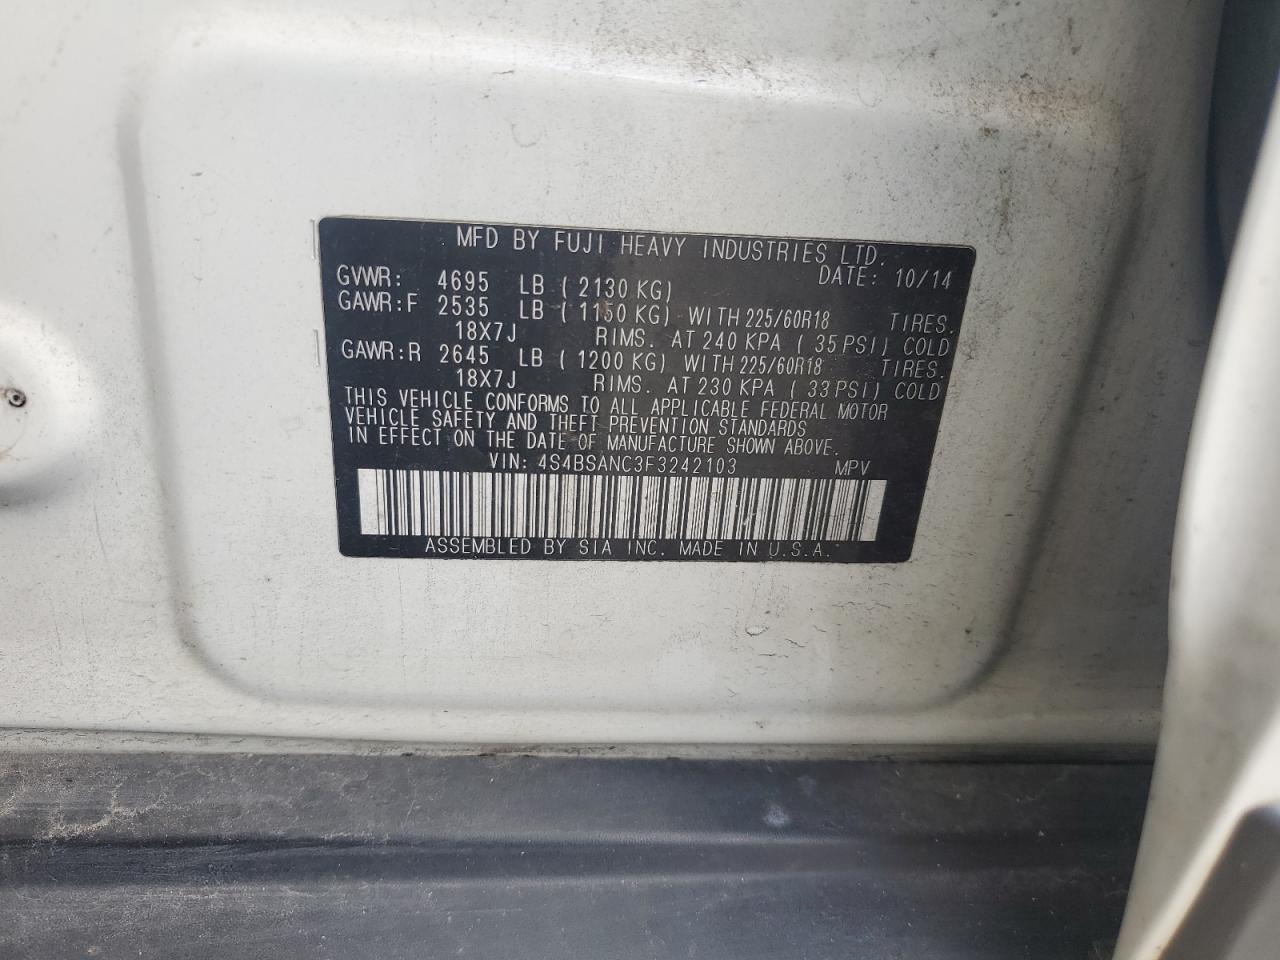 MFD BY FUJI HEAVY INDUSTRIES LTD.
DATE: 10/14
GVWR: 4695 LB ( 2130 KG)
GAWR:F 2535 LB ( 1150 KG) WITH 225/60R18 TIRES.
18X7J RIMS. AT 240 KPA ( 35 PSI) COLD
GAWR:R 2645 LB ( 1200 KG) WITH 225/60R18 TIRES.
18X7J RIMS. AT 230 KPA ( 33 PSI) COLD
THIS VEHICLE CONFORMS TO ALL APPLICABLE FEDERAL MOTOR
VEHICLE SAFETY AND THEFT PREVENTION STANDARDS
IN EFFECT ON THE DATE OF MANUFACTURE SHOWN ABOVE.
VIN: 4S4BSANC3F3242103 MPV
ASSEMBLED BY SIA INC. MADE IN U.S.A.